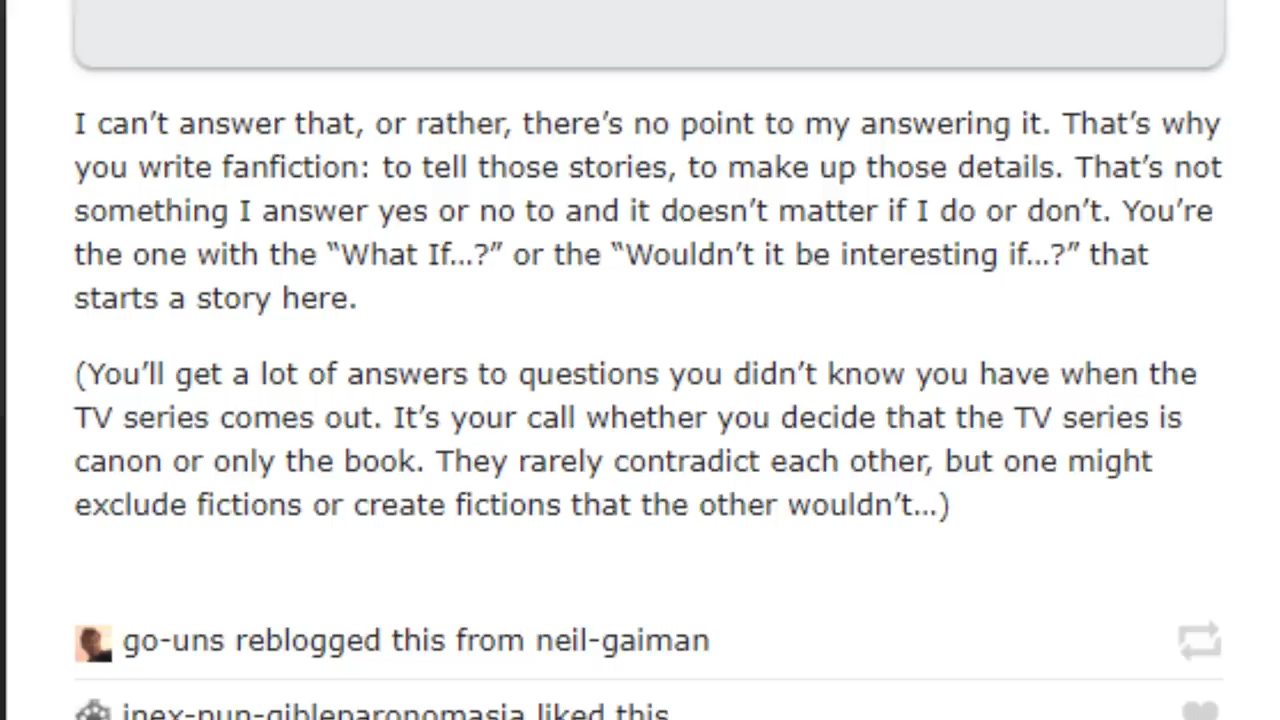 I can’t answer that, or rather, there’s no point to my answering it. That’s why
you write fanfiction: to tell those stories, to make up those details. That’s not
something I answer yes or no to and it doesn’t matter if I do or don’t. You’re
the one with the “What If...?” or the “Wouldn’t it be interesting if...?” that
starts a story here.
(You’ll get a lot of answers to questions you didn’t know you have when the
TV series comes out. It’s your call whether you decide that the TV series is
canon or only the book. They rarely contradict each other, but one might
exclude fictions or create fictions that the other wouldn’t...)
go-uns reblogged this from neil-gaiman
inex-pun-gibleparonomasia liked this